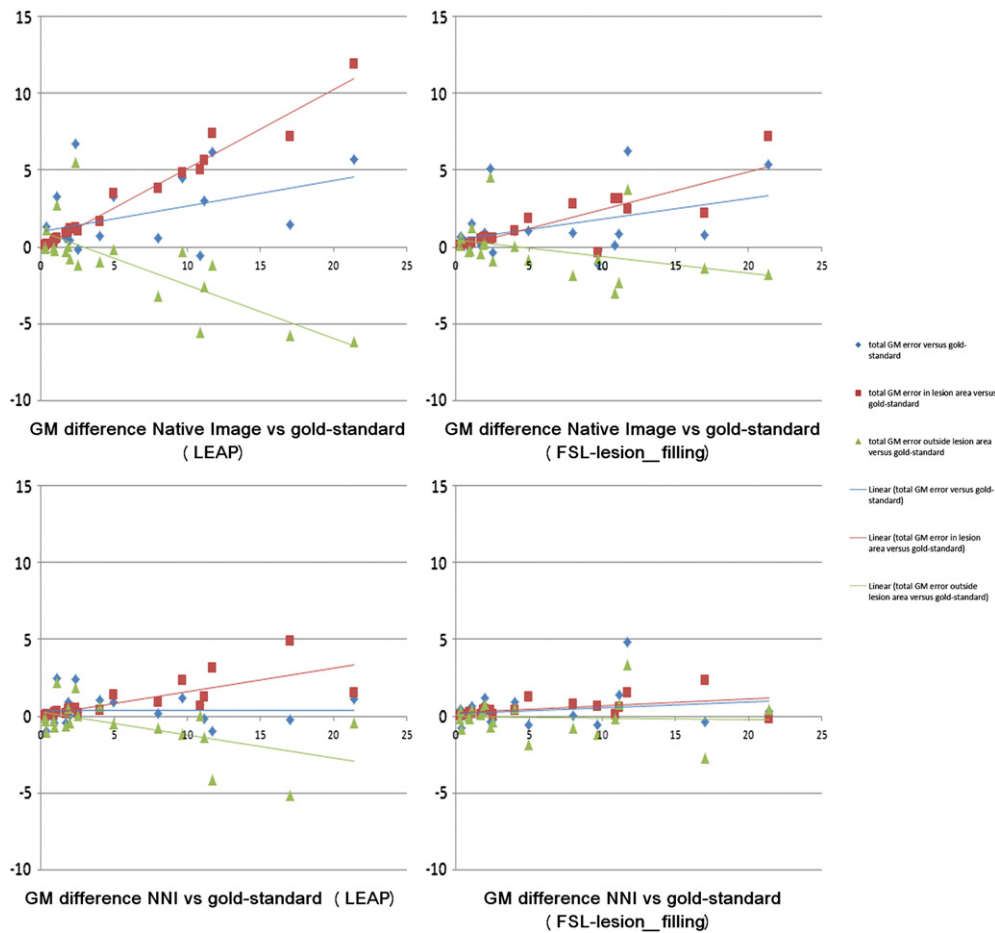 15
10
5
0
-5
-10
0 5 10 15 20 25
GM difference Native Image vs gold-standard
( LEAP)
15
10
5
0
-5
-10
0 5 10 15 20 25
GM difference Native Image vs gold-standard
( FSL-lesion__filling)
total GM error versus gold-
standard
total GM error in lesion area versus
gold-standard
total GM error outside lesion area
versus gold-standard
Linear (total GM error versus gold-
standard)
Linear (total GM error in lesion
area versus gold-standard)
Linear (total GM error outside
lesion area versus gold-standard)
15
10
5
0
-5
-10
0 5 10 15 20 25
GM difference NNI vs gold-standard ( LEAP)
15
10
5
0
-5
-10
0 5 10 15 20 25
GM difference NNI vs gold-standard
( FSL-lesion__filling)